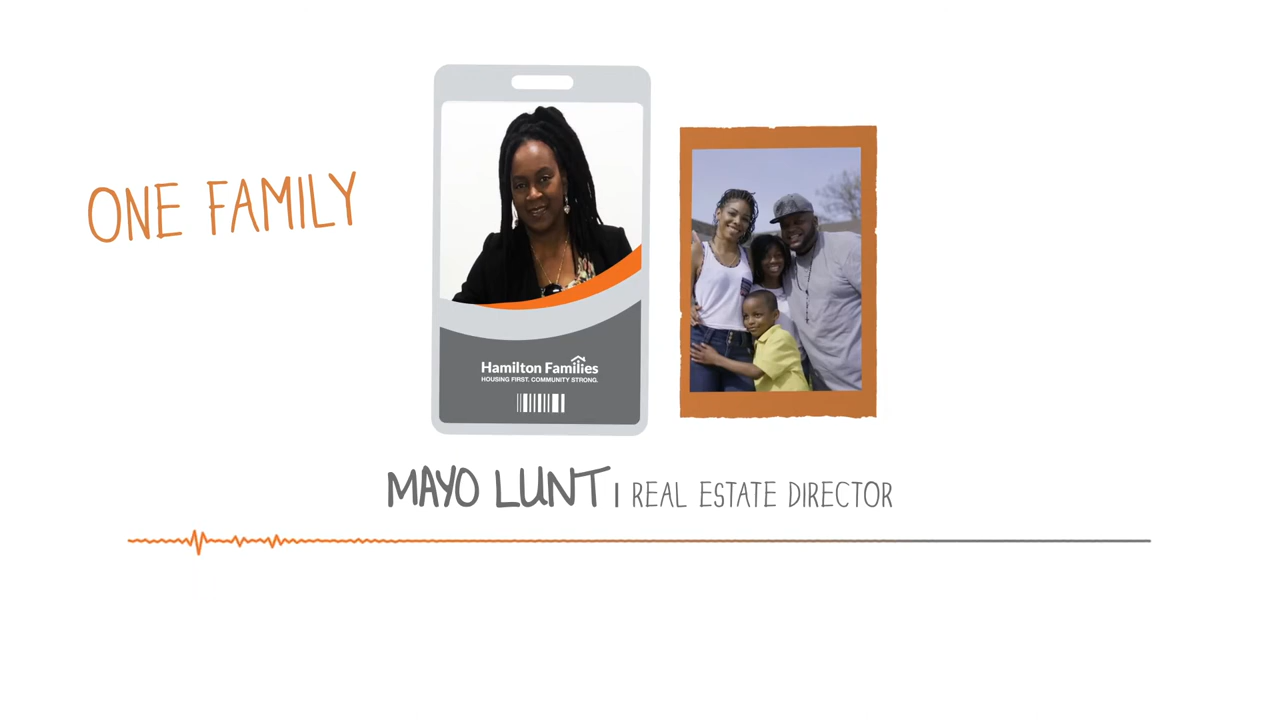 ONE FAMILY
Hamilton Families
HOUSING FIRST. COMMUNITY STRONG.
MAYO LUNT | REAL ESTATE DIRECTOR